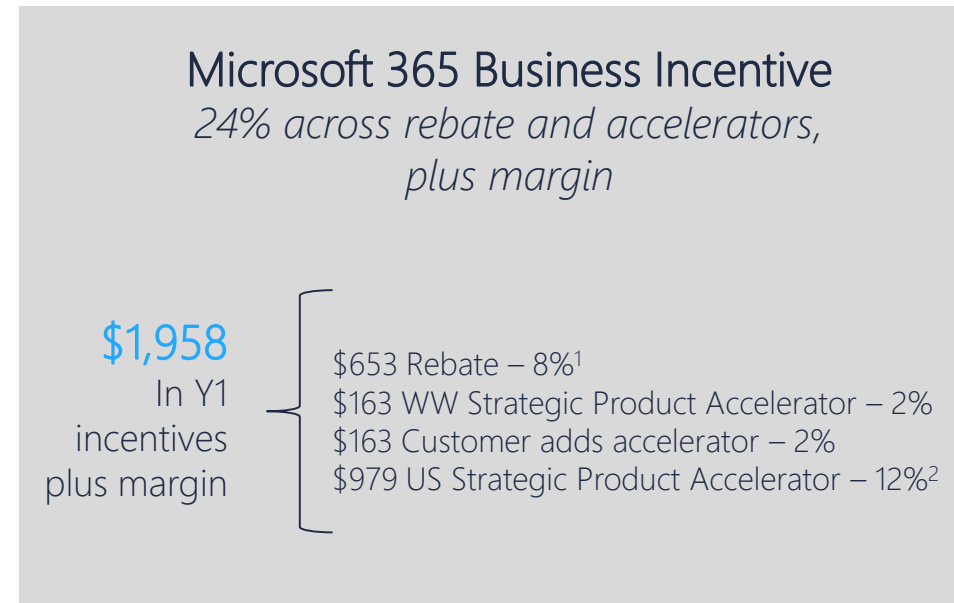 Microsoft 365 Business Incentive
24% across rebate and accelerators,
plus margin
$1,958
In Y1
incentives
plus margin
$653 Rebate – 8%¹
$163 WW Strategic Product Accelerator – 2%
$163 Customer adds accelerator – 2%
$979 US Strategic Product Accelerator – 12%²